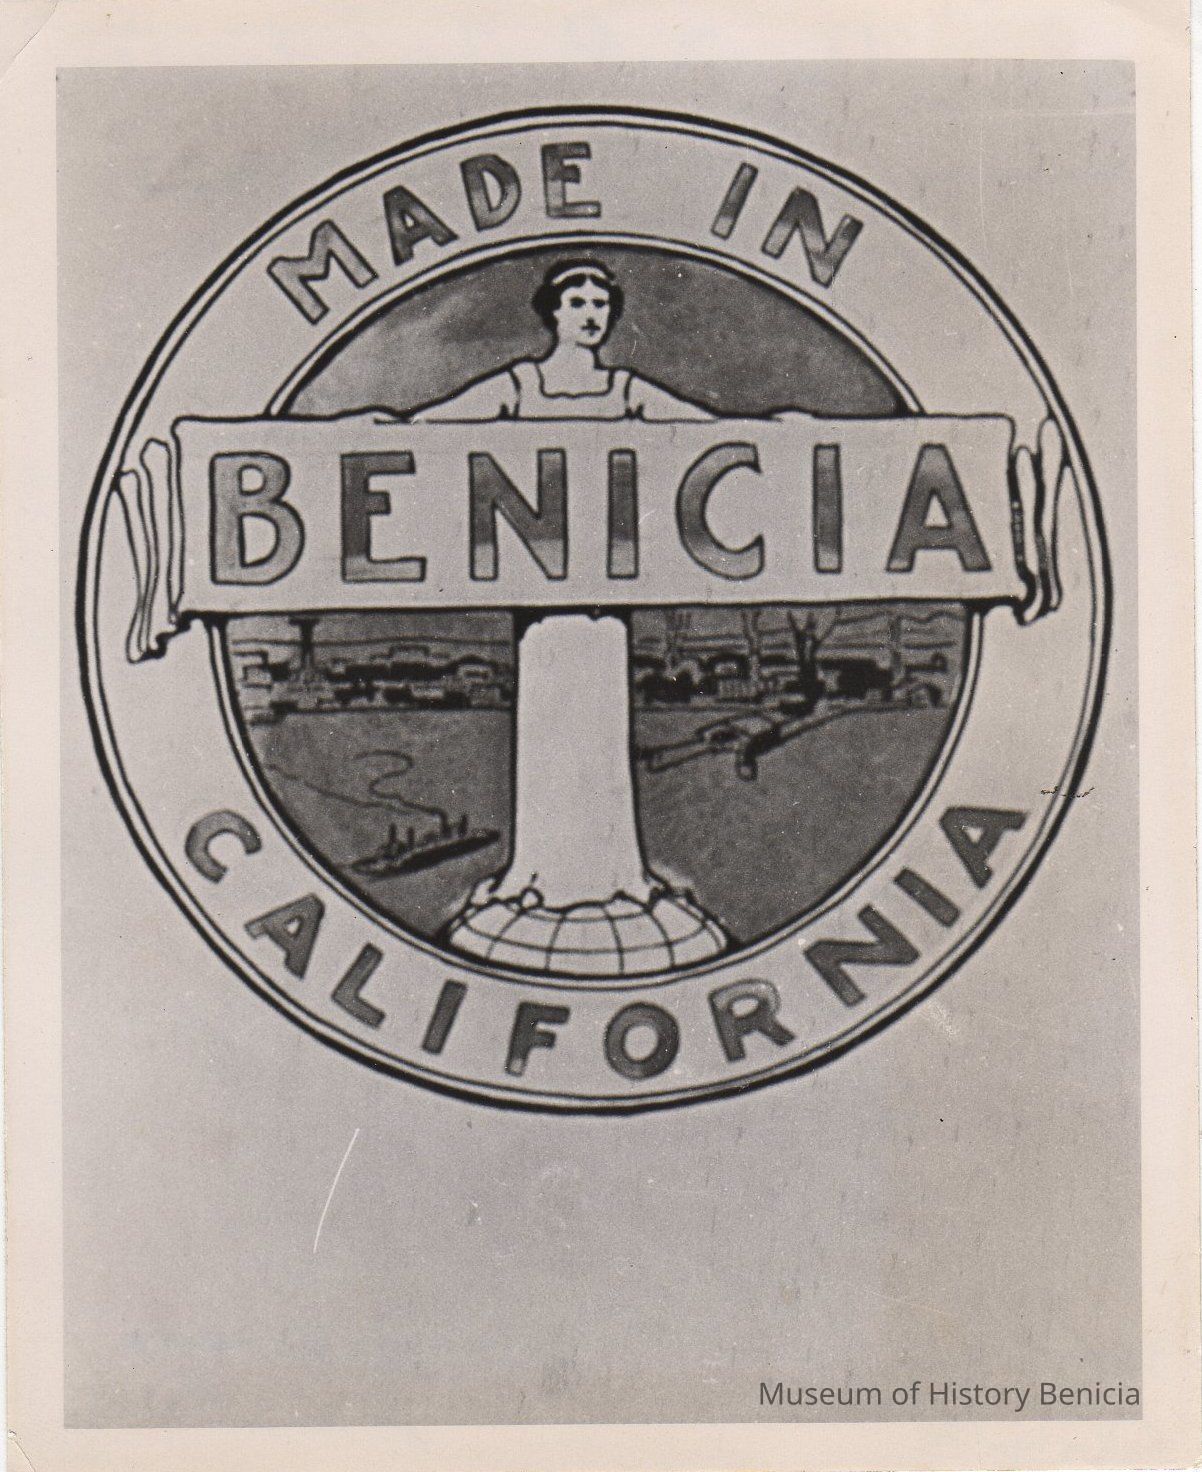 MADE IN
BENICIA
CALIFORNIA
Museum of History Benicia